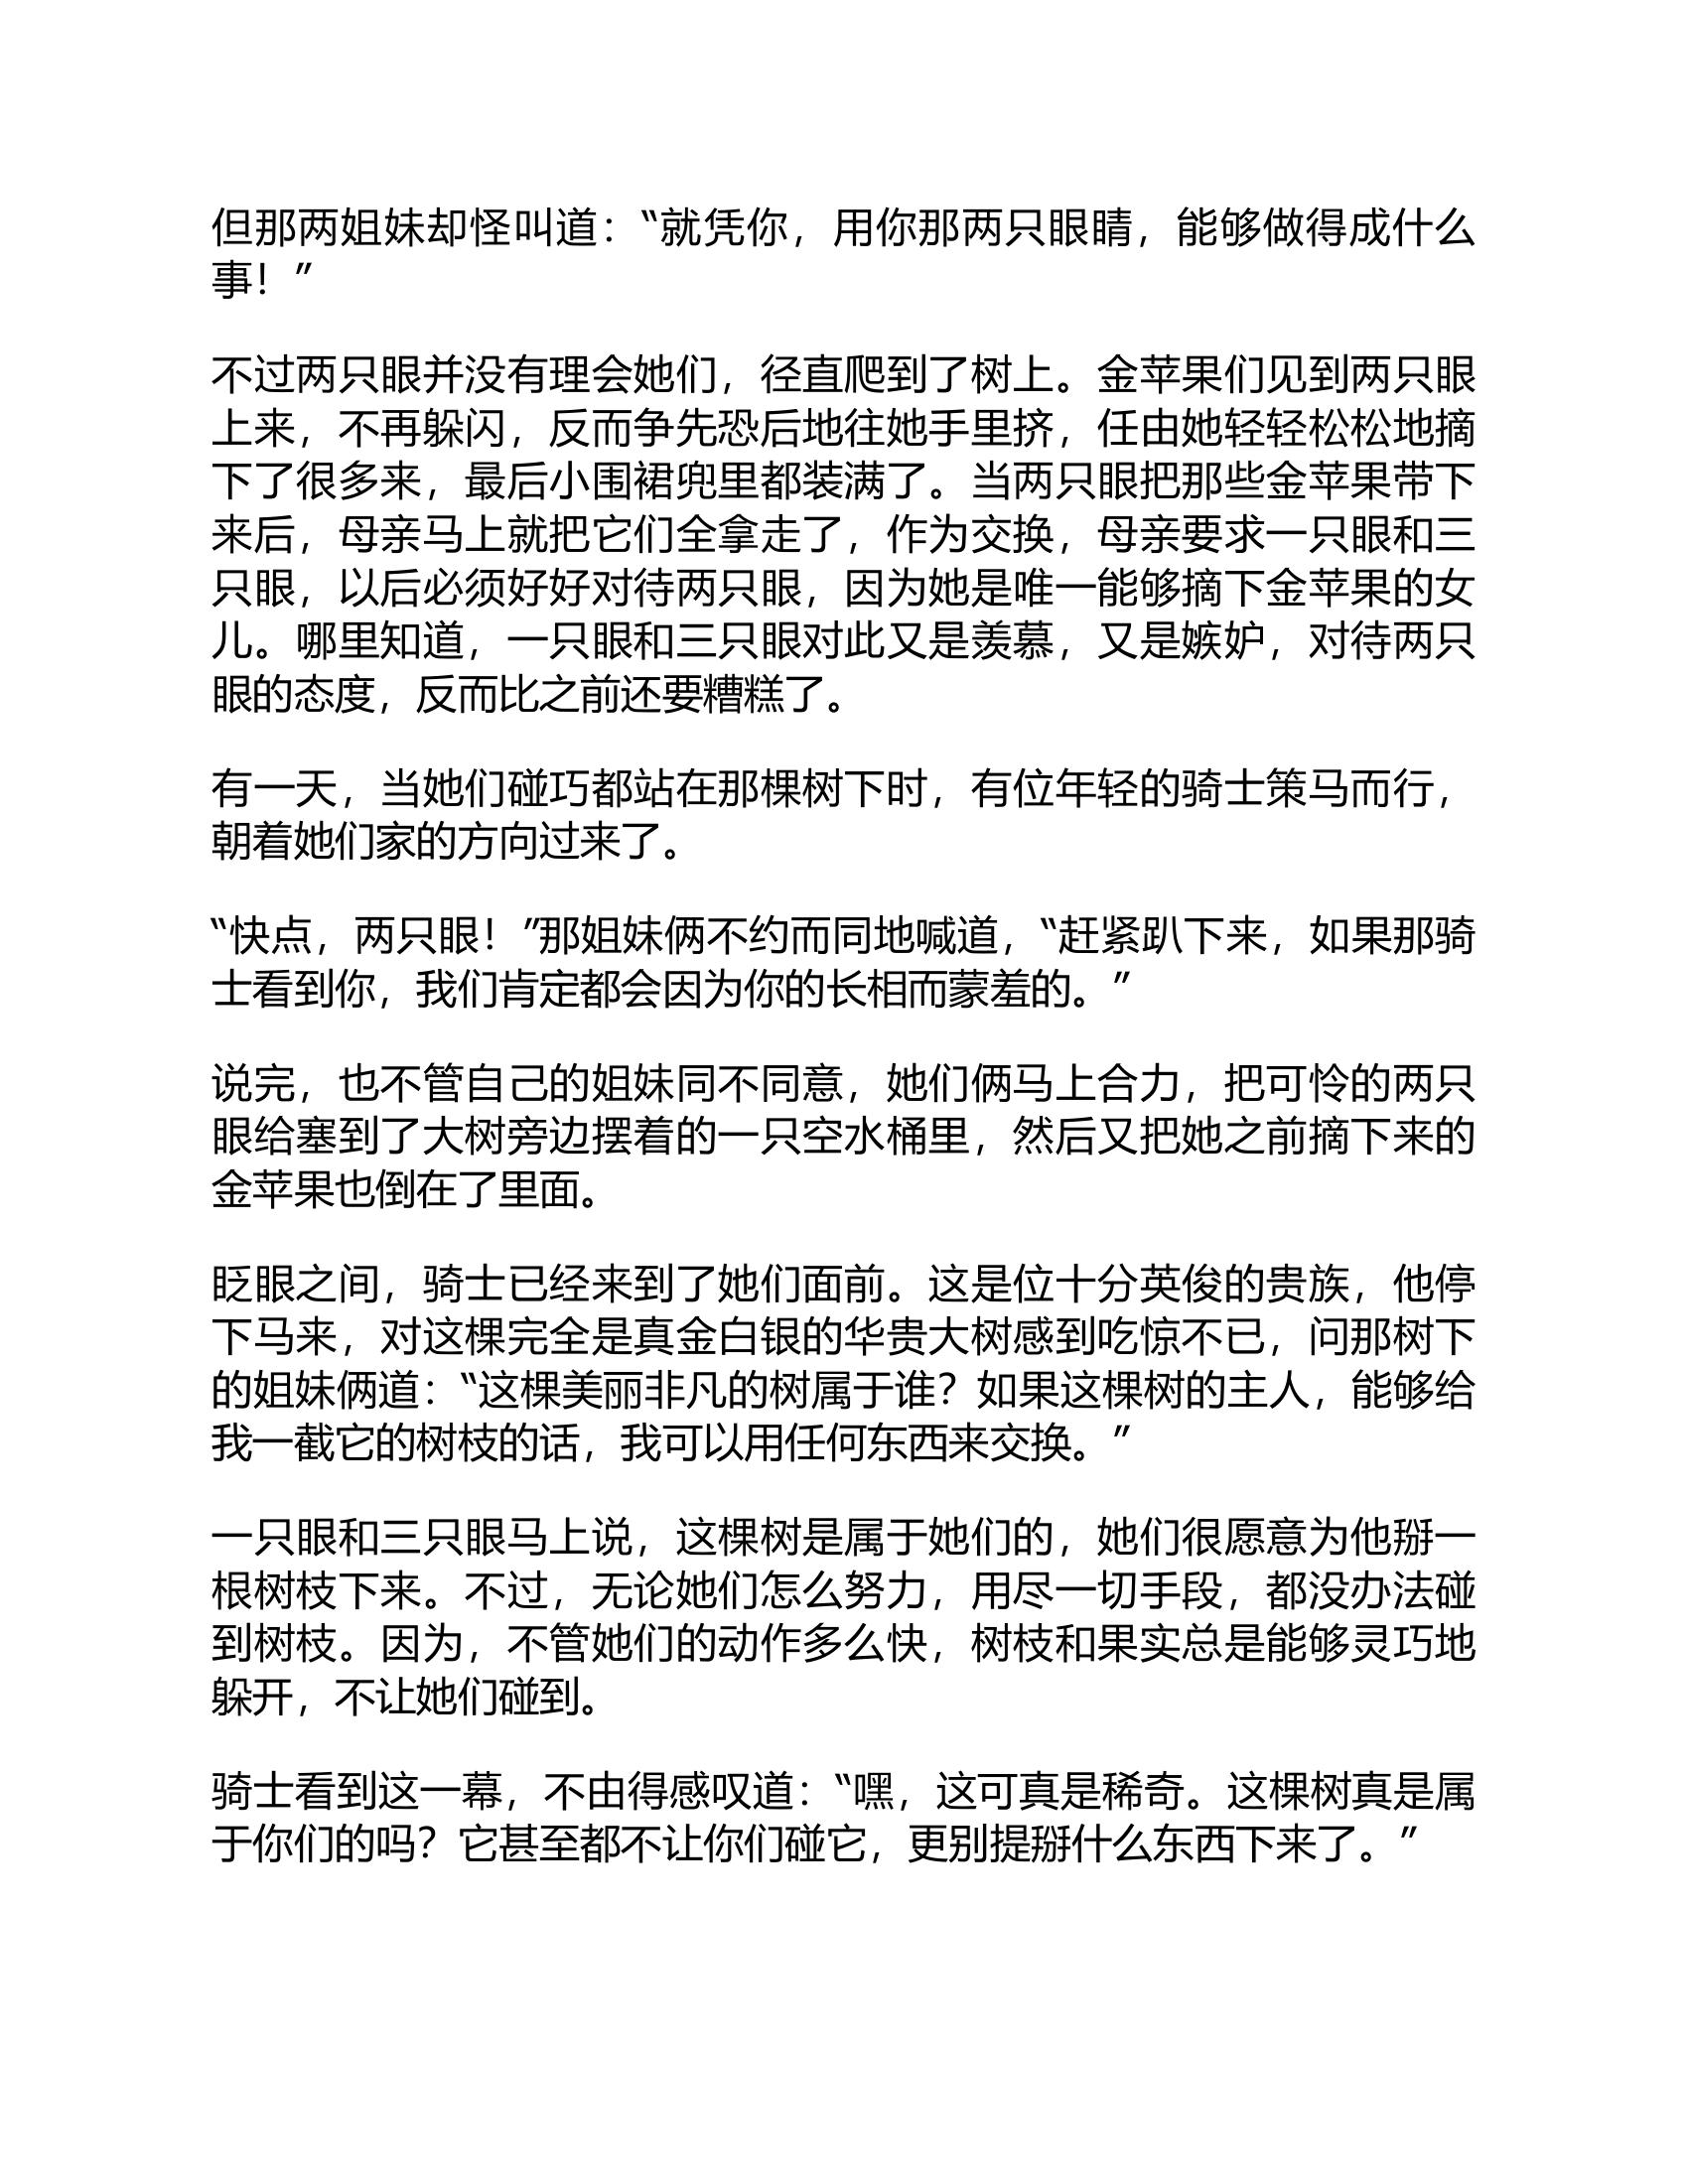 但那两姐妹却怪叫道：“就凭你，用你那两只眼睛，能够做得成什么
事！”
不过两只眼并没有理会她们，径直爬到了树上。金苹果们见到两只眼
上来，不再躲闪，反而争先恐后地往她手里挤，任由她轻轻松松地摘
下了很多来，最后小围裙兜里都装满了。当两只眼把那些金苹果带下
来后，母亲马上就把它们全拿走了，作为交换，母亲要求一只眼和三
只眼，以后必须好好对待两只眼，因为她是唯一能够摘下金苹果的女
儿。哪里知道，一只眼和三只眼对此又是羡慕，又是嫉妒，对待两只
眼的态度，反而比之前还要糟糕了。
有一天，当她们碰巧都站在那棵树下时，有位年轻的骑士策马而行，
朝着她们家的方向过来了。
“快点，两只眼！”那姐妹俩不约而同地喊道，“赶紧趴下来，如果那骑
士看到你，我们肯定都会因为你的长相而蒙羞的。”
说完，也不管自己的姐妹同不同意，她们俩马上合力，把可怜的两只
眼给塞到了大树旁边摆着的一只空水桶里，然后又把她之前摘下来的
金苹果也倒在了里面。
眨眼之间，骑士已经来到了她们面前。这是位十分英俊的贵族，他停
下马来，对这棵完全是真金白银的华贵大树感到吃惊不已，问那树下
的姐妹俩道：“这棵美丽非凡的树属于谁？如果这棵树的主人，能够给
我一截它的树枝的话，我可以用任何东西来交换。”
一只眼和三只眼马上说，这棵树是属于她们的，她们很愿意为他掰一
根树枝下来。不过，无论她们怎么努力，用尽一切手段，都没办法碰
到树枝。因为，不管她们的动作多么快，树枝和果实总是能够灵巧地
躲开，不让她们碰到。
骑士看到这一幕，不由得感叹道：“嘿，这可真是稀奇。这棵树真是属
于你们的吗？它甚至都不让你们碰它，更别提掰什么东西下来了。”